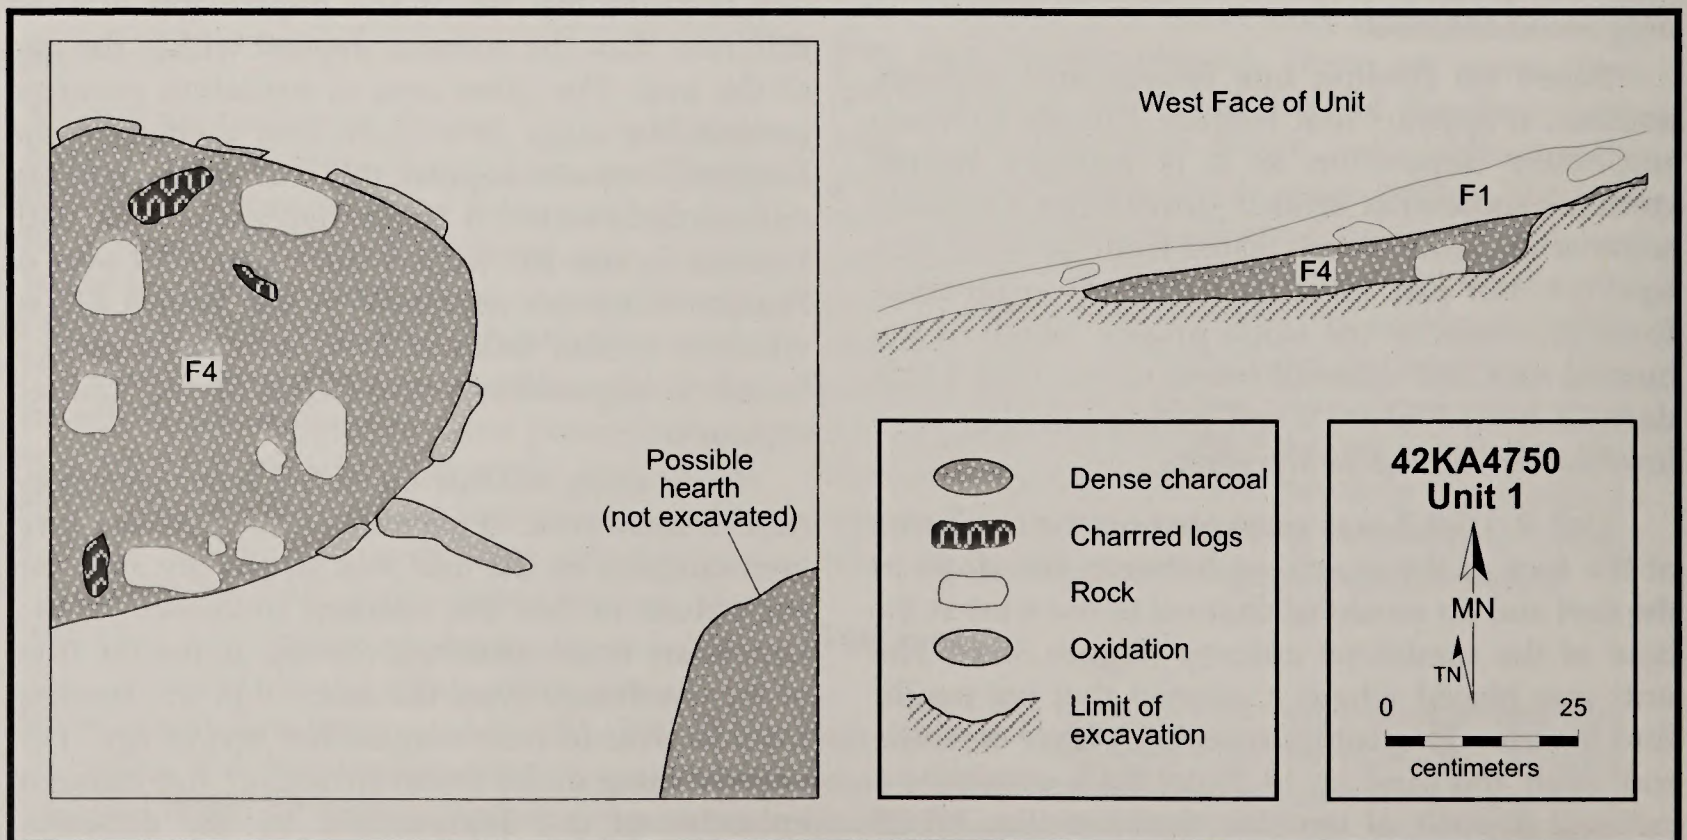 F4
Possible
hearth
(not excavated)
West Face of Unit
F1
F4
Dense charcoal
Charrred logs
Rock
Oxidation
Limit of
excavation
42KA4750
Unit 1
MN
TN
0 25
centimeters